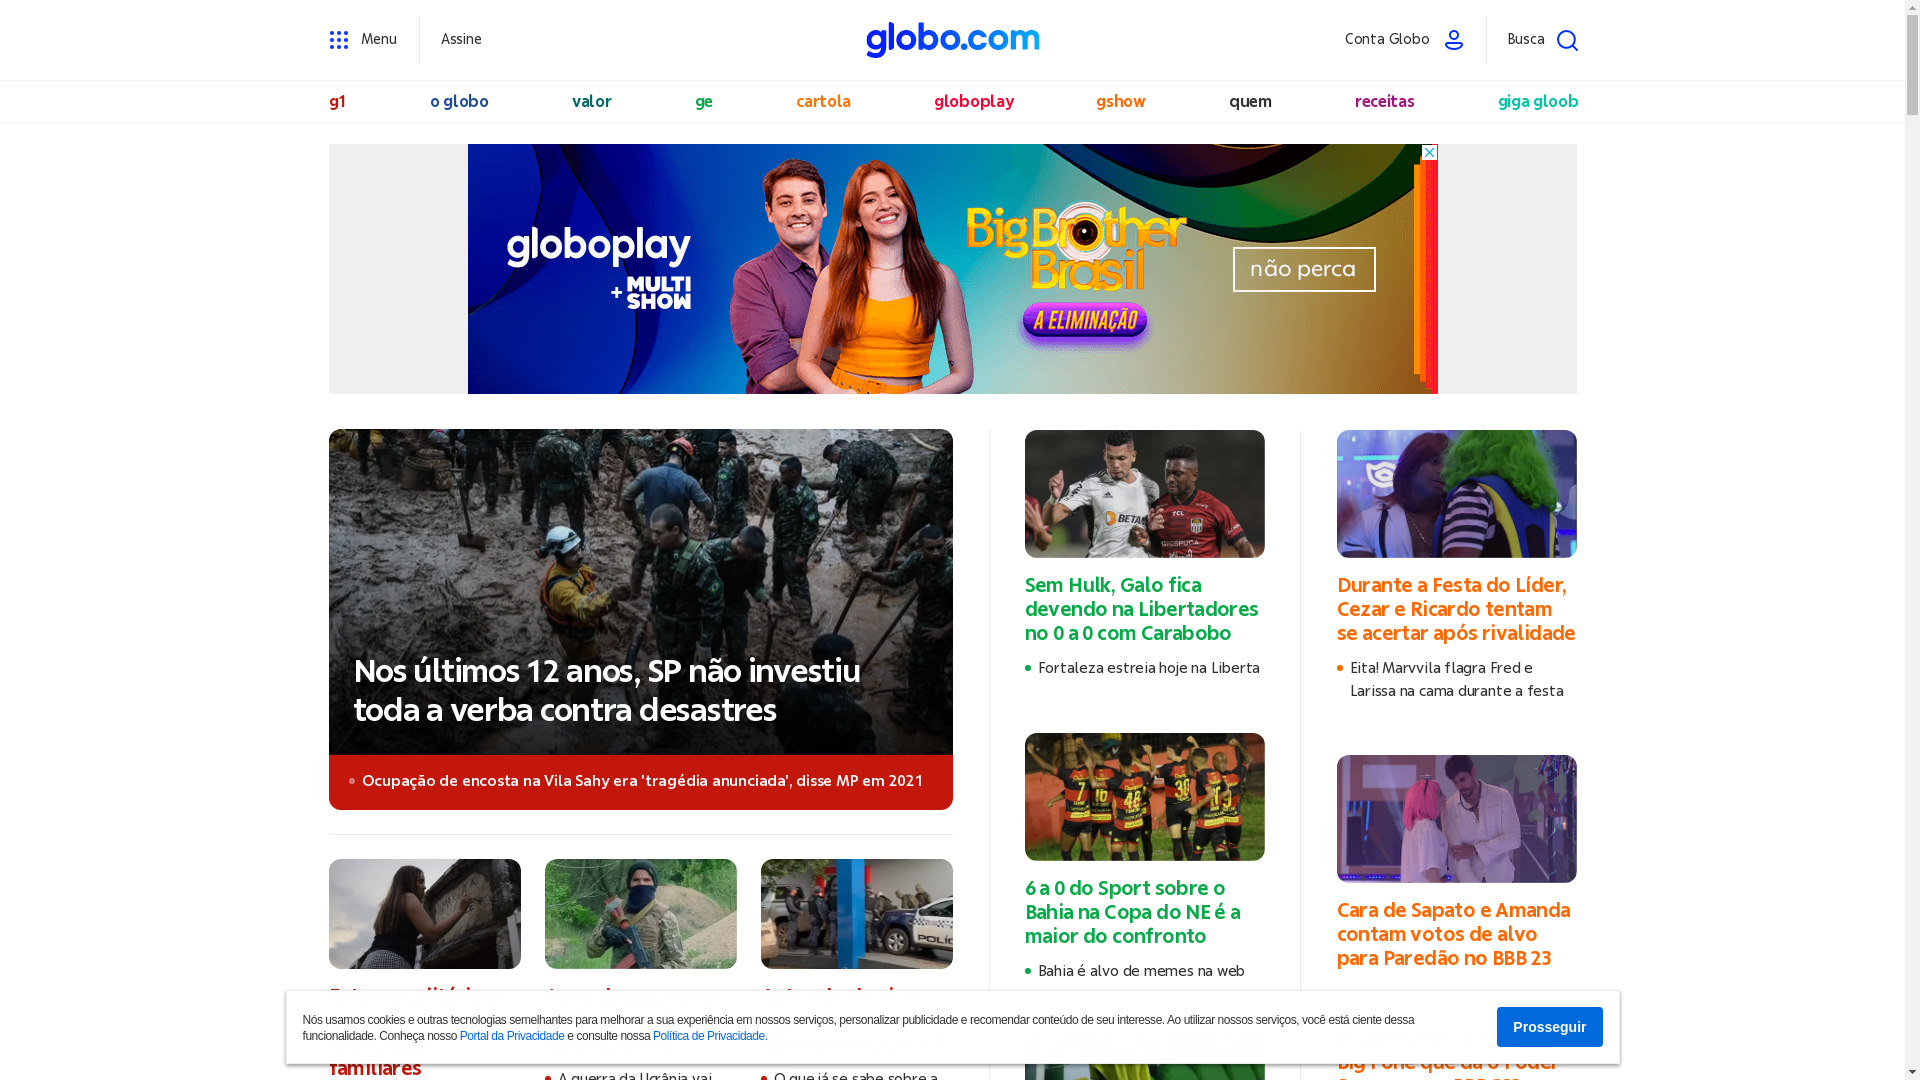 Menu
Assine
globo.com
Conta Globo
Busca
g1
o globo
valor
ge
cartola
globoplay
gshow
quem
receitas
giga gloob
globoplay
+ MULTI
SHOW
Big Brother
Brasil
A ELIMINAÇÃO
não perca
Nos últimos 12 anos, SP não investiu
toda a verba contra desastres
Ocupação de encosta na Vila Sahy era 'tragédia anunciada', disse MP em 2021
familiares
A guerra da Ucrânia vai
O que já se sabe sobre a
Sem Hulk, Galo fica
devendo na Libertadores
no 0 a 0 com Carabobo
Fortaleza estreia hoje na Liberta
6 a 0 do Sport sobre o
Bahia na Copa do NE é a
maior do confronto
Bahia é alvo de memes na web
Durante a Festa do Líder,
Cezar e Ricardo tentam
se acertar após rivalidade
Eita! Marvvila flagra Fred e
Larissa na cama durante a festa
Cara de Sapato e Amanda
contam votos de alvo
para Paredão no BBB 23
Big Fone que dá o Poder
Nós usamos cookies e outras tecnologias semelhantes para melhorar a sua experiência em nossos serviços, personalizar publicidade e recomendar conteúdo de seu interesse. Ao utilizar nossos serviços, você está ciente dessa
funcionalidade. Conheça nosso Portal da Privacidade e consulte nossa Política de Privacidade.
Prosseguir